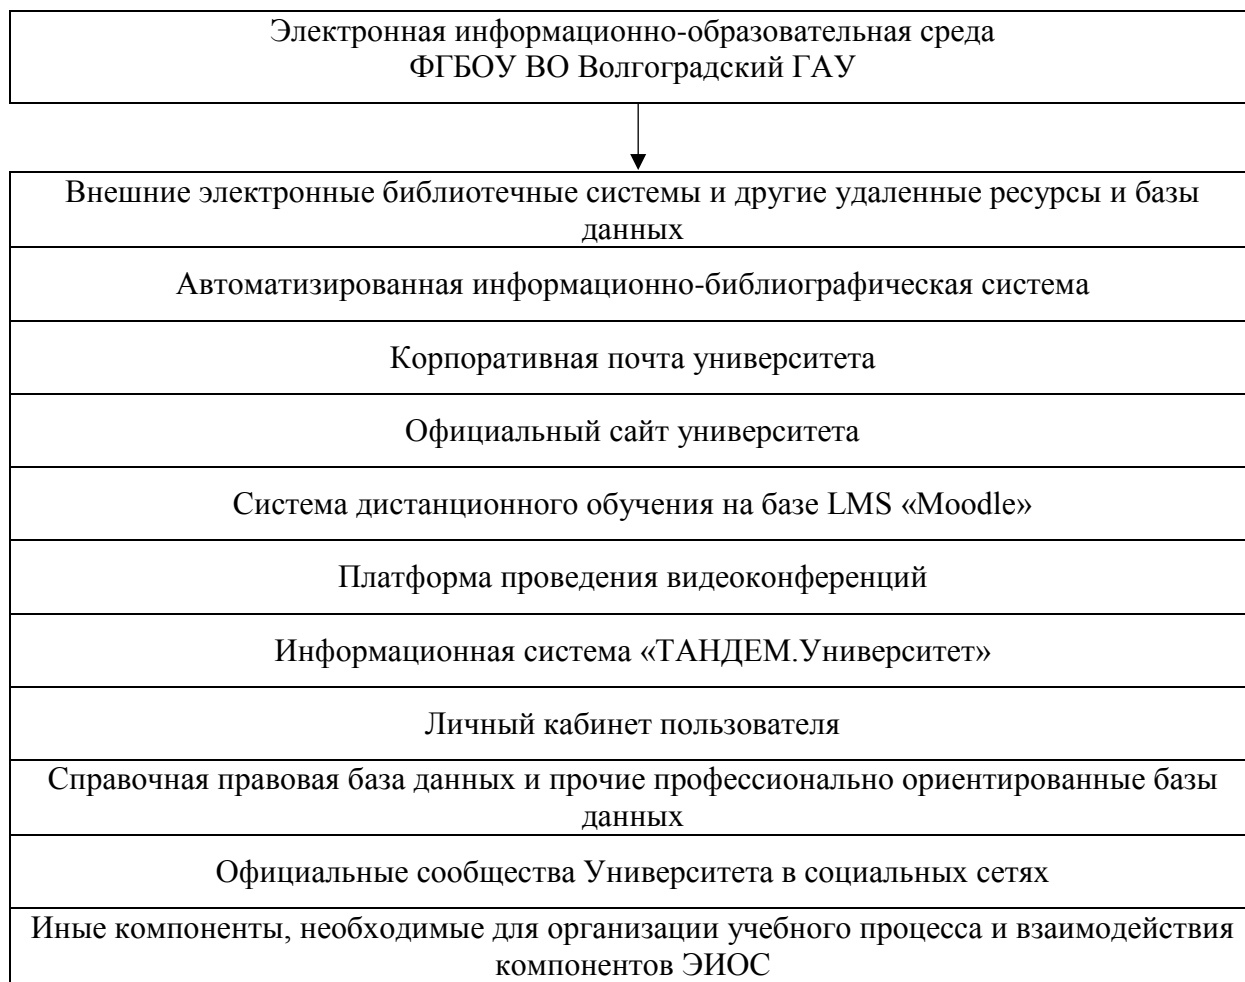 Электронная информационно-образовательная среда
ФГБОУ ВО Волгоградский ГАУ
Внешние электронные библиотечные системы и другие удаленные ресурсы и базы
данных
Автоматизированная информационно-библиографическая система
Корпоративная почта университета
Официальный сайт университета
Система дистанционного обучения на базе LMS «Moodle»
Платформа проведения видеоконференций
Информационная система «ТАНДЕМ.Университет»
Личный кабинет пользователя
Справочная правовая база данных и прочие профессионально ориентированные базы
данных
Официальные сообщества Университета в социальных сетях
Иные компоненты, необходимые для организации учебного процесса и взаимодействия
компонентов ЭИОС